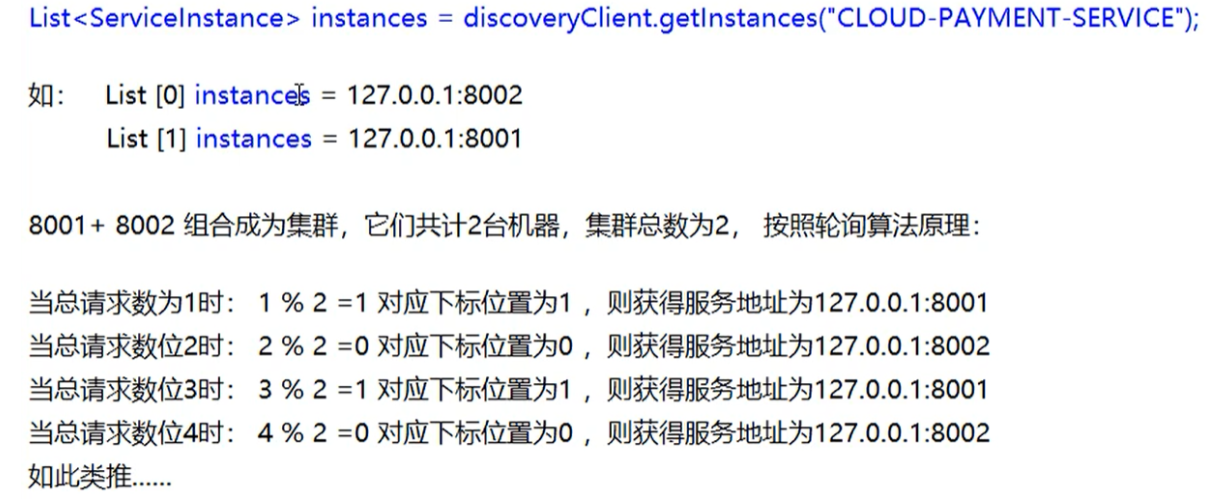 List<ServiceInstance> instances = discoveryClient.getInstances("CLOUD-PAYMENT-SERVICE");
如： List [0] instances = 127.0.0.1:8002
List [1] instances = 127.0.0.1:8001
8001+ 8002 组合成为集群，它们共计2台机器，集群总数为2， 按照轮询算法原理：
当总请求数为1时： 1 % 2 =1 对应下标位置为1 ，则获得服务地址为127.0.0.1:8001
当总请求数位2时： 2 % 2 =0 对应下标位置为0 ，则获得服务地址为127.0.0.1:8002
当总请求数位3时： 3 % 2 =1 对应下标位置为1 ，则获得服务地址为127.0.0.1:8001
当总请求数位4时： 4 % 2 =0 对应下标位置为0 ，则获得服务地址为127.0.0.1:8002
如此类推......